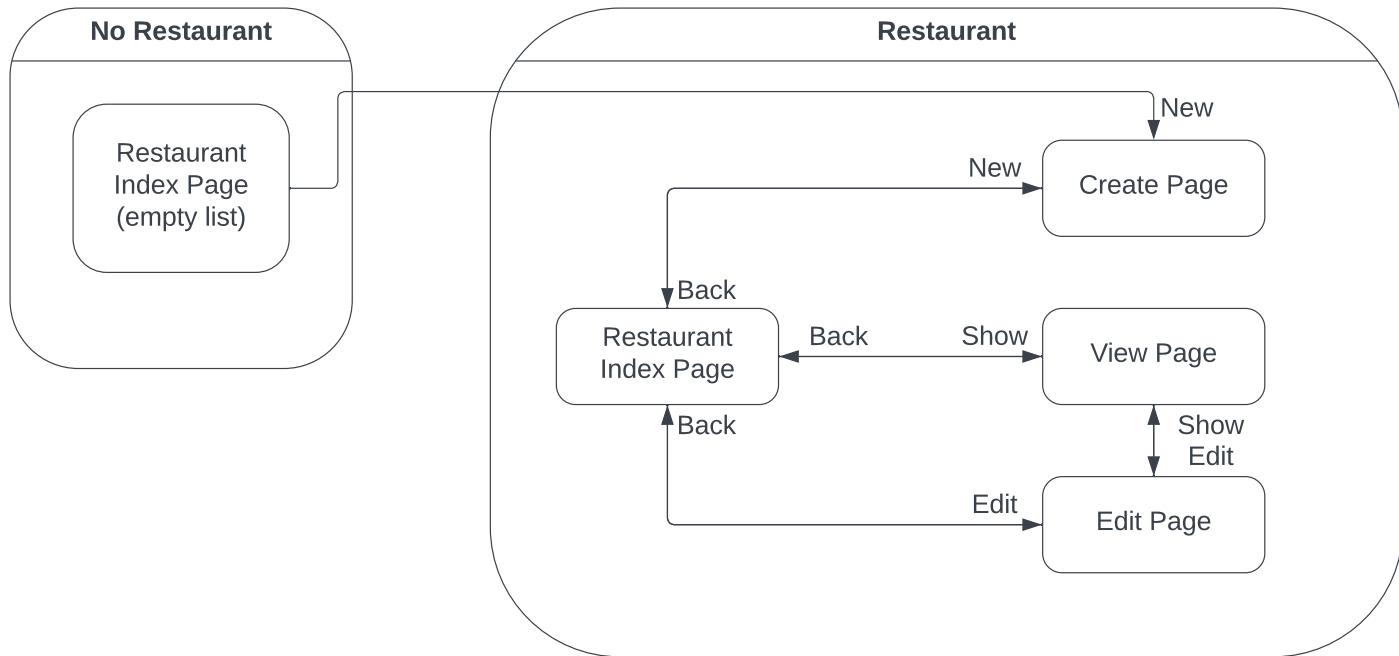 No Restaurant
Restaurant
Index Page
(empty list)
Restaurant
New
New
Create Page
Back
Restaurant
Index Page
Back
Show
View Page
Back
Show
Edit
Edit
Edit Page